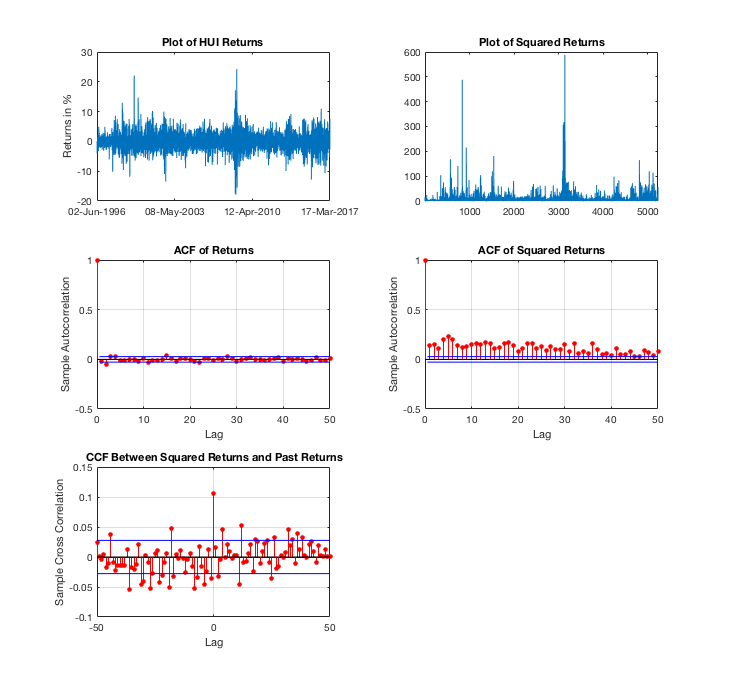 Plot of HUI Returns
Returns in %
30
20
10
0
-10
-20
02-Jun-1996 08-May-2003 12-Apr-2010 17-Mar-2017
Plot of Squared Returns
600
500
400
300
200
100
0
1000 2000 3000 4000 5000
ACF of Returns
Sample Autocorrelation
1
0.5
0
-0.5
0 10 20 30 40 50
Lag
ACF of Squared Returns
Sample Autocorrelation
1
0.5
0
-0.5
0 10 20 30 40 50
Lag
CCF Between Squared Returns and Past Returns
Sample Cross Correlation
0.15
0.1
0.05
0
-0.05
-0.1
-50 0 50
Lag